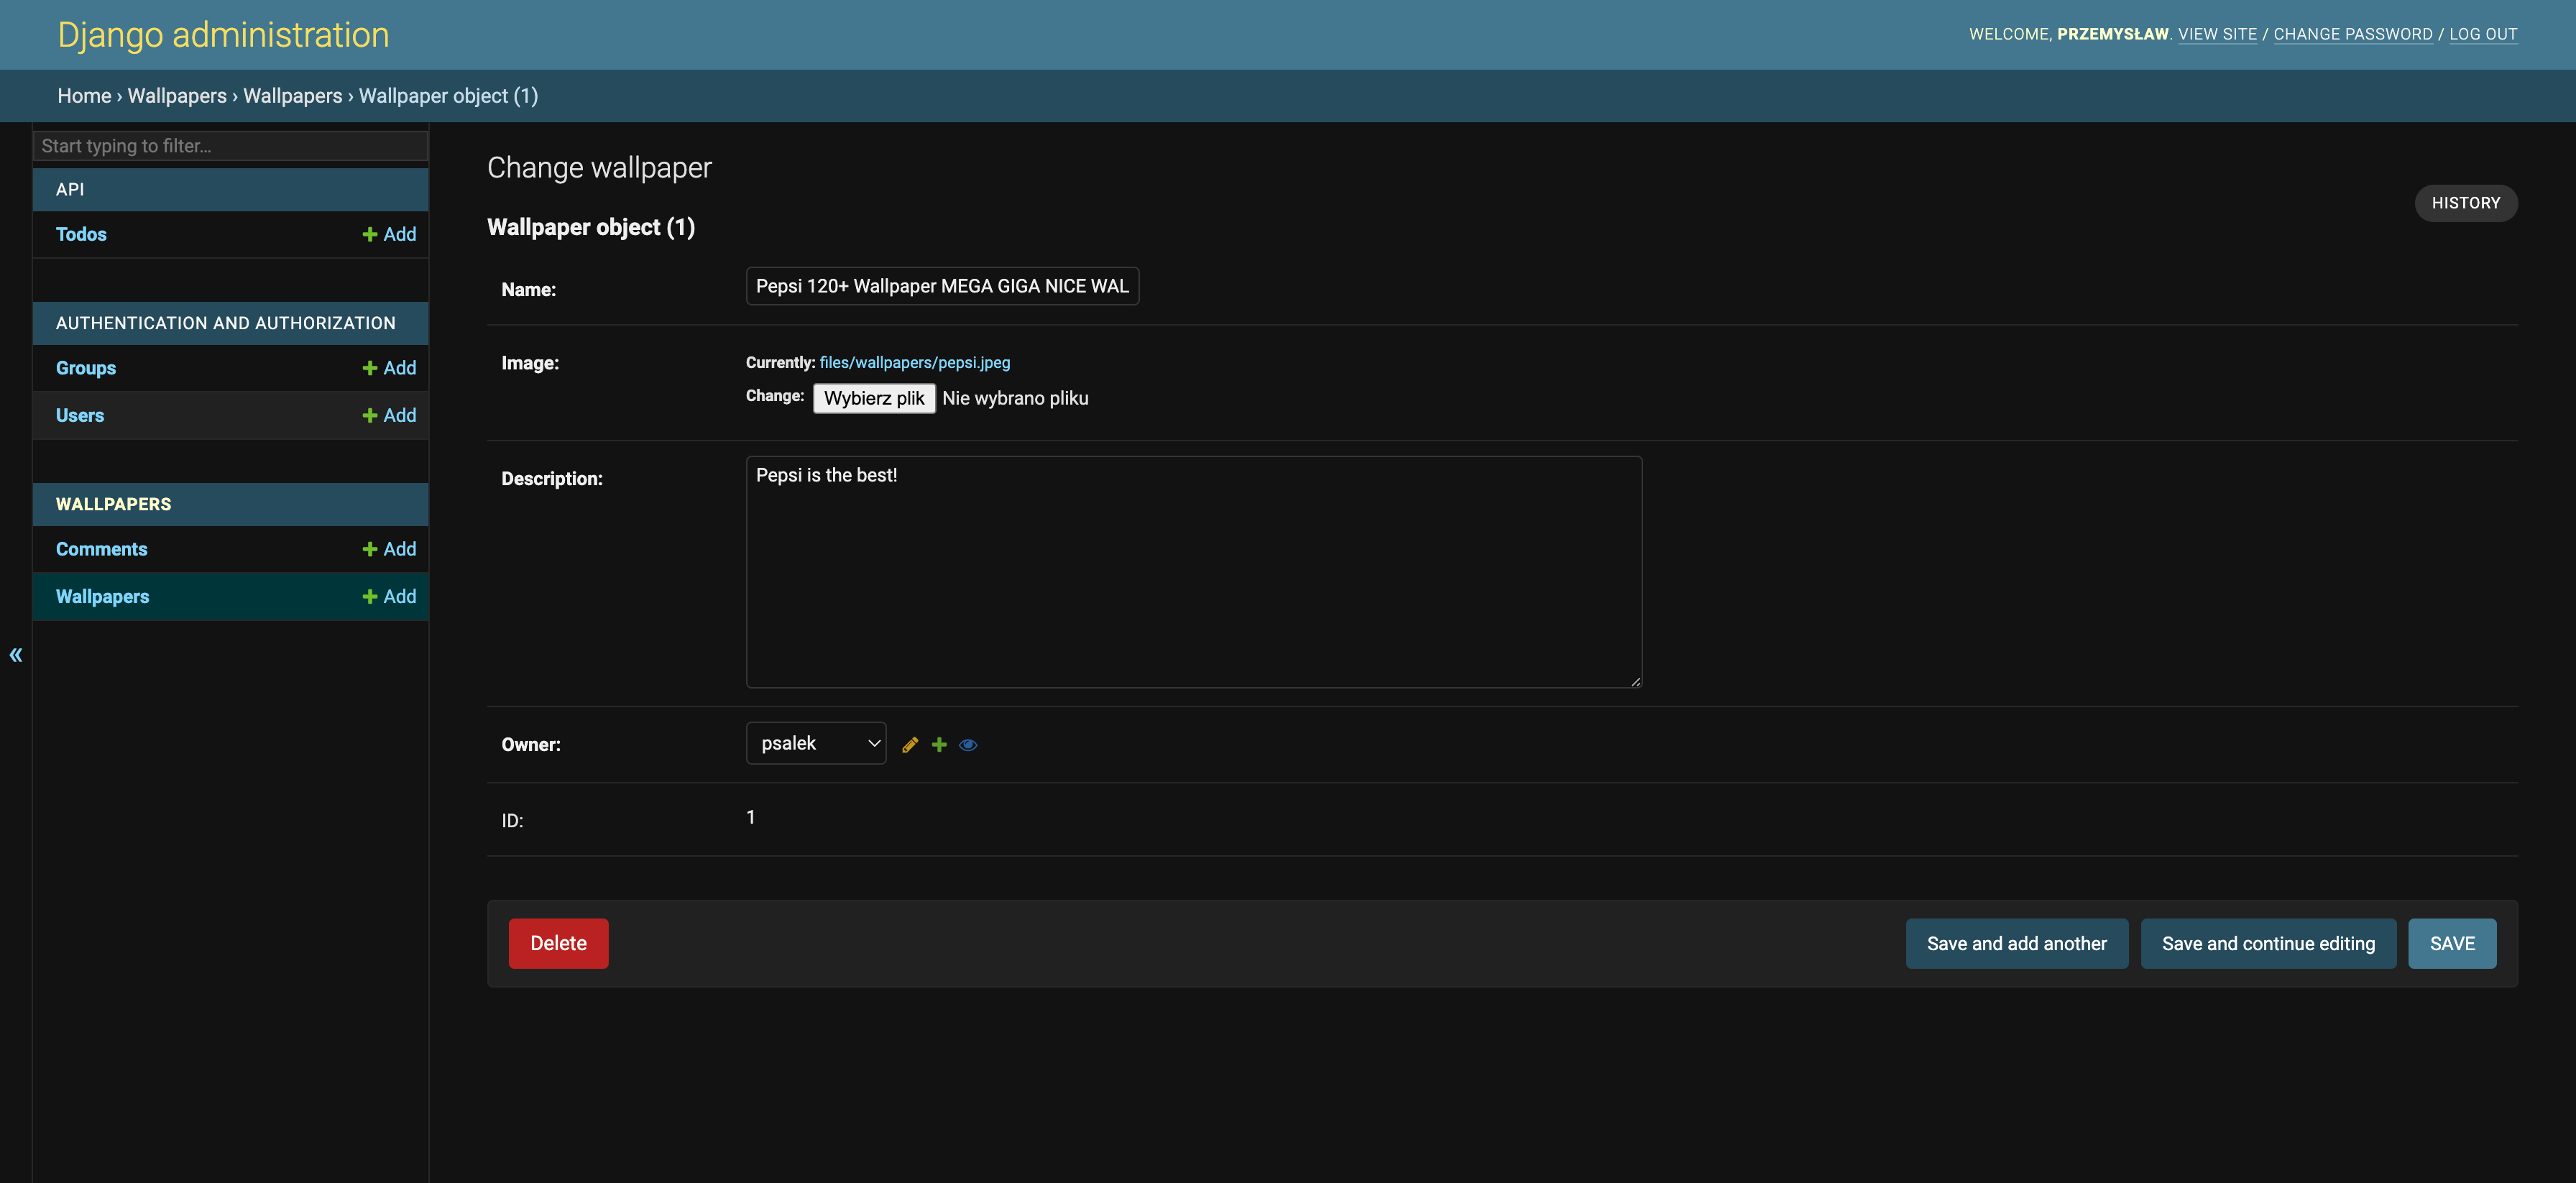 Django administration
WELCOME, PRZEMYSŁAW. VIEW SITE / CHANGE PASSWORD / LOG OUT
Home › Wallpapers › Wallpapers › Wallpaper object (1)
Start typing to filter...
API
Todos + Add
AUTHENTICATION AND AUTHORIZATION
Groups + Add
Users + Add
WALLPAPERS
Comments + Add
Wallpapers + Add
«
Change wallpaper
HISTORY
Wallpaper object (1)
Name: Pepsi 120+ Wallpaper MEGA GIGA NICE WAL
Image: Currently: files/wallpapers/pepsi.jpeg
Change: Wybierz plik Nie wybrano pliku
Description: Pepsi is the best!
Owner: psalek
ID: 1
Delete Save and add another Save and continue editing SAVE